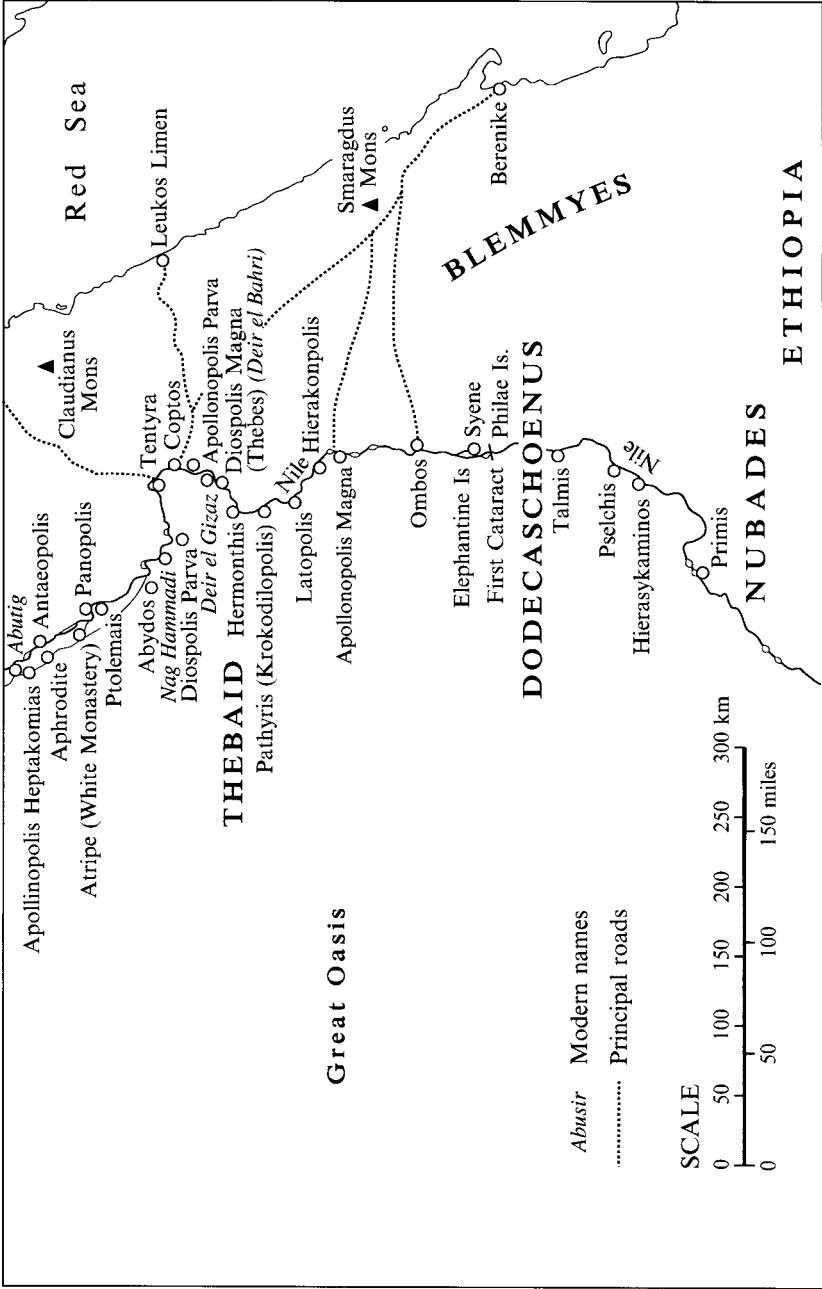 Red Sea
Claudianus
Mons
Leukos Limen
Abutig
Antaeopolis
Apollinopolis Heptakomias
Aphrodite
Panopolis
Atripe (White Monastery)
Ptolemais
Abydos
Nag Hammadi
Diospolis Parva
Tentyra
Coptos
Apollonopolis Parva
Diospolis Magna
(Thebes) (Deir el Bahri)
Deir el Gizaz
Hermonthis
THEBAID
Pathyris (Krokodilopolis)
Nile
Latopolis
Hierakonpolis
Apollonopolis Magna
Smaragdus
Mons
Berenike
BLEMMYES
Great Oasis
Ombos
Elephantine Is
Syene
First Cataract
Philae Is.
DODECASCHOENUS
Talmis
Pselchis
Nile
Hierasykaminos
Primis
NUBADES
ETHIOPIA
Abusir Modern names
Principal roads
SCALE
0 50 100 150 200 250 300 km
0 50 100 150 miles